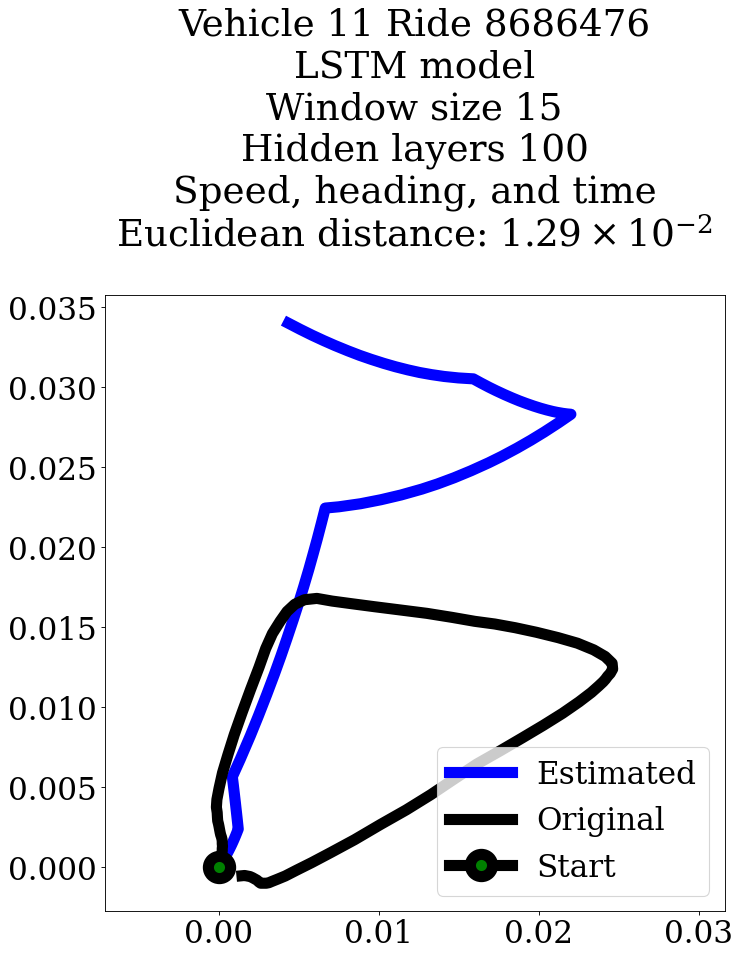 Vehicle 11 Ride 8686476
LSTM model
Window size 15
Hidden layers 100
Speed, heading, and time
Euclidean distance: 1.29 × 10⁻²
0.035
0.030
0.025
0.020
0.015
0.010
0.005
0.000
Estimated
Original
Start
0.00 0.01 0.02 0.03